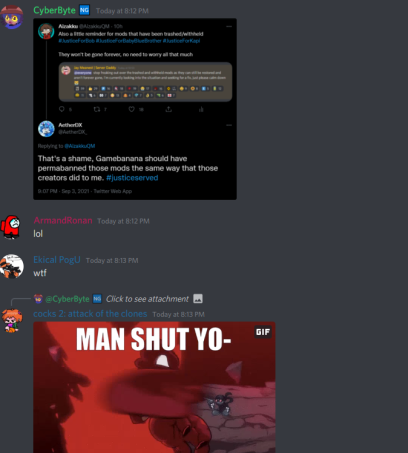 CyberByte NG Today at 8:12 PM
Aizakku @AizakkuQM · 10h
Also a little reminder for mods that have been trashed/withheld
#JusticeForBob #JusticeForBabyBlueBrother #JusticeForKapi
They won't be gone forever, no need to worry all that much.
AetherDX
@AetherDX_
Replying to @AizakkuQM
That's a shame, Gamebanana should have
permabanned those mods the same way that those
creators did to me. #justiceserved
9:07 PM · Sep 2, 2021 · Twitter Web App
ArmandRonan Today at 8:12 PM
lol
Ekical PogU Today at 8:13 PM
wtf
@CyberByte NG Click to see attachment
cocks 2: attack of the clones Today at 8:13 PM
MAN SHUT YO-
GIF